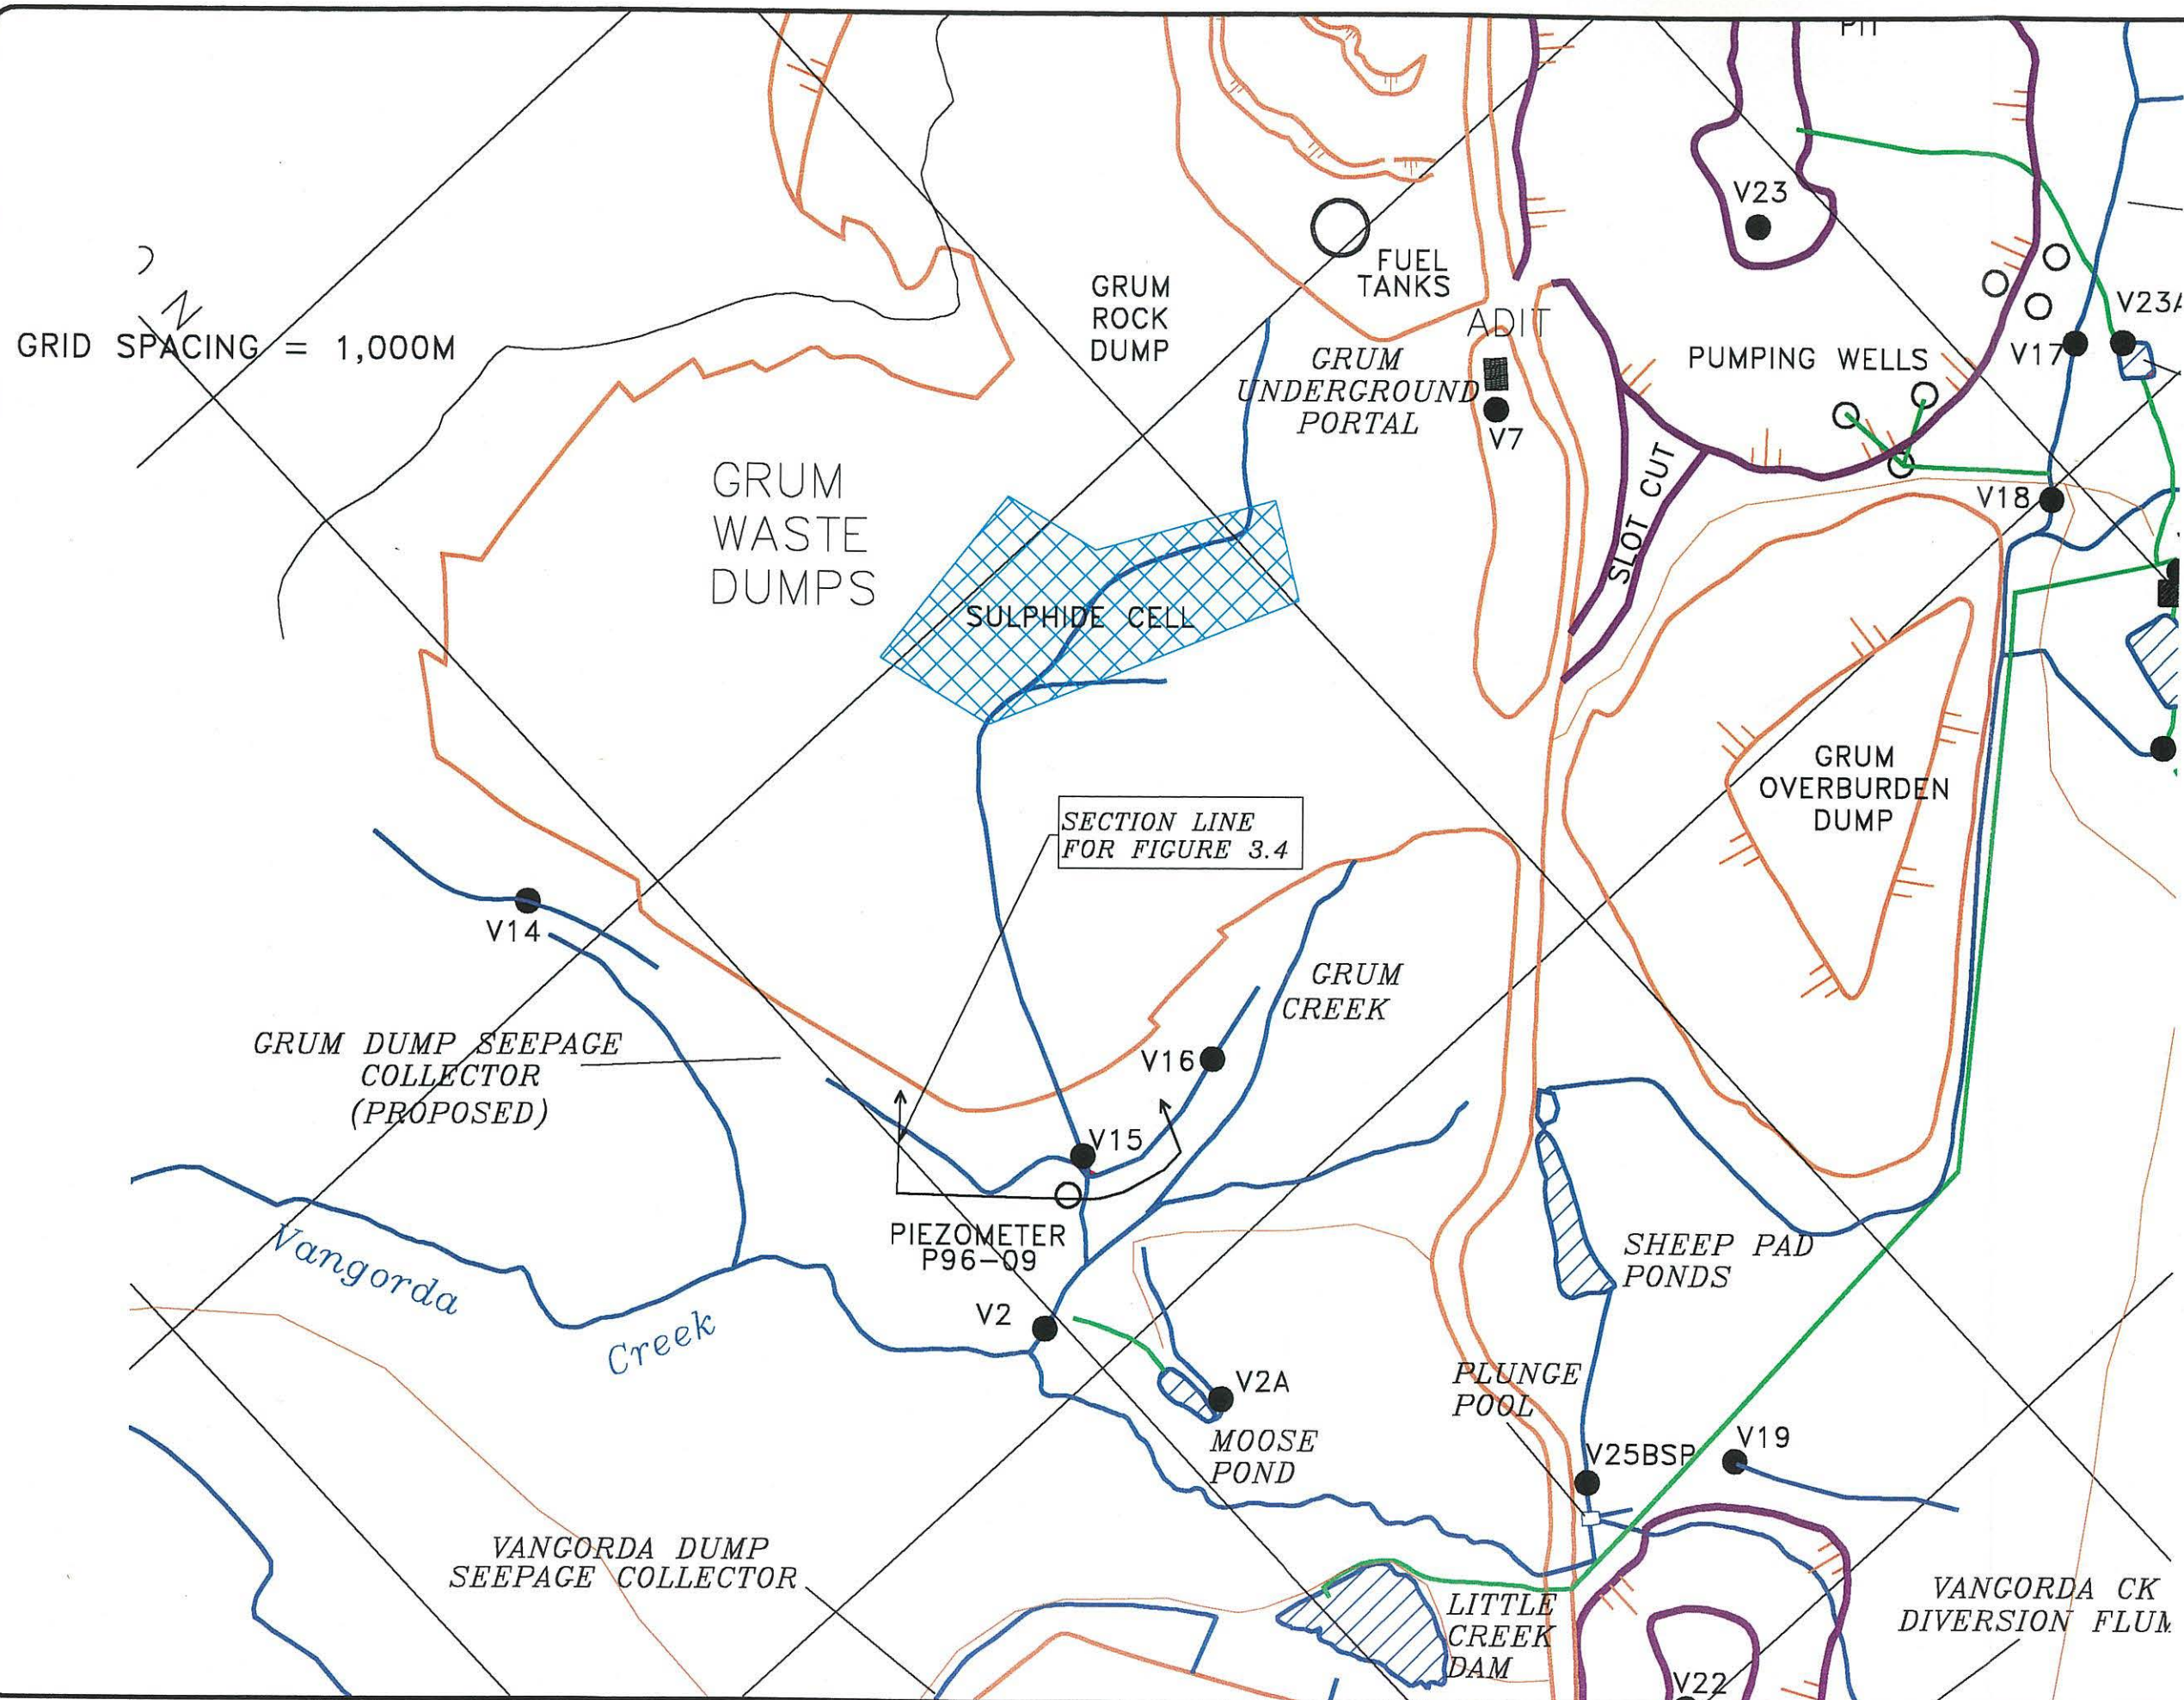 V23
FUEL
TANKS
GRUM
ROCK
DUMP
ADIT
N
GRID SPACING = 1,000M
GRUM
UNDERGROUND
PORTAL
V7
PUMPING WELLS
V17
V18
SLOT CUT
GRUM
WASTE
DUMPS
SULPHIDE CELL
GRUM
OVERBURDEN
DUMP
SECTION LINE
FOR FIGURE 3.4
V14
GRUM
CREEK
GRUM DUMP SEEPAGE
COLLECTOR
(PROPOSED)
V16
V15
PIEZOMETER
P96-09
Vangorda
Creek
V2
SHEEP PAD
PONDS
V2A
MOOSE
POND
PLUNGE
POOL
V25BSP
V19
VANGORDA DUMP
SEEPAGE COLLECTOR
LITTLE
CREEK
DAM
VANGORDA CK
DIVERSION
V22